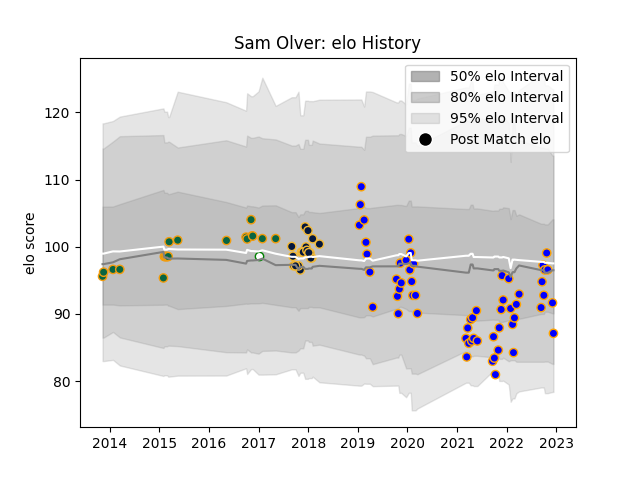 Sam Olver: elo History
50% elo Interval
80% elo Interval
95% elo Interval
Post Match elo
elo score
120
110
100
90
80
2014 2015 2016 2017 2018 2019 2020 2021 2022 2023